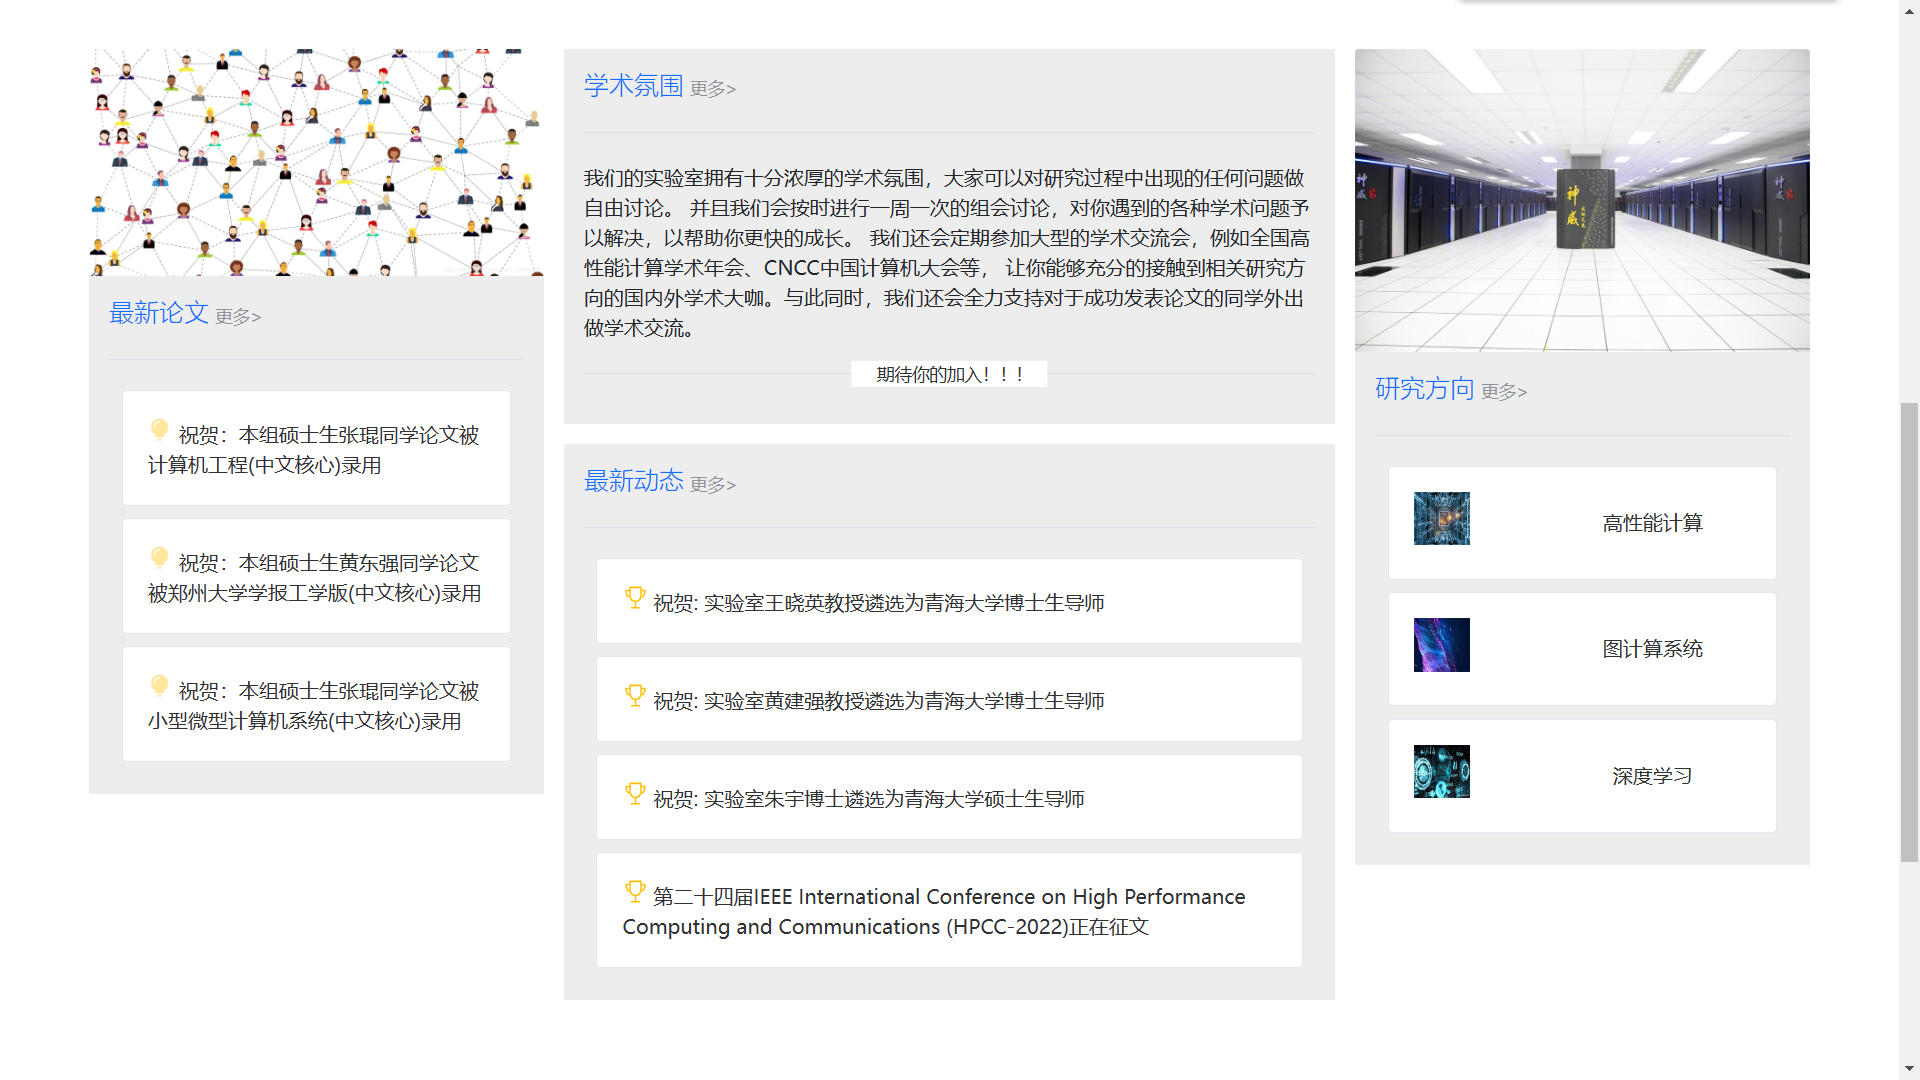 最新论文 更多>
祝贺：本组硕士生张琨同学论文被
计算机工程(中文核心)录用
祝贺：本组硕士生黄东强同学论文
被郑州大学学报工学版(中文核心)录用
祝贺：本组硕士生张琨同学论文被
小型微型计算机系统(中文核心)录用
学术氛围 更多>
我们的实验室拥有十分浓厚的学术氛围，大家可以对研究过程中出现的任何问题做
自由讨论。 并且我们会按时进行一周一次的组会讨论，对你遇到的各种学术问题予
以解决，以帮助你更快的成长。 我们还会定期参加大型的学术交流会，例如全国高
性能计算学术年会、CNCC中国计算机大会等， 让你能够充分的接触到相关研究方
向的国内外学术大咖。与此同时，我们还会全力支持对于成功发表论文的同学外出
做学术交流。
期待你的加入！！！
最新动态 更多>
祝贺: 实验室王晓英教授遴选为青海大学博士生导师
祝贺: 实验室黄建强教授遴选为青海大学博士生导师
祝贺: 实验室朱宇博士遴选为青海大学硕士生导师
第二十四届IEEE International Conference on High Performance
Computing and Communications (HPCC-2022)正在征文
神威
神威
神威
研究方向 更多>
高性能计算
图计算系统
深度学习